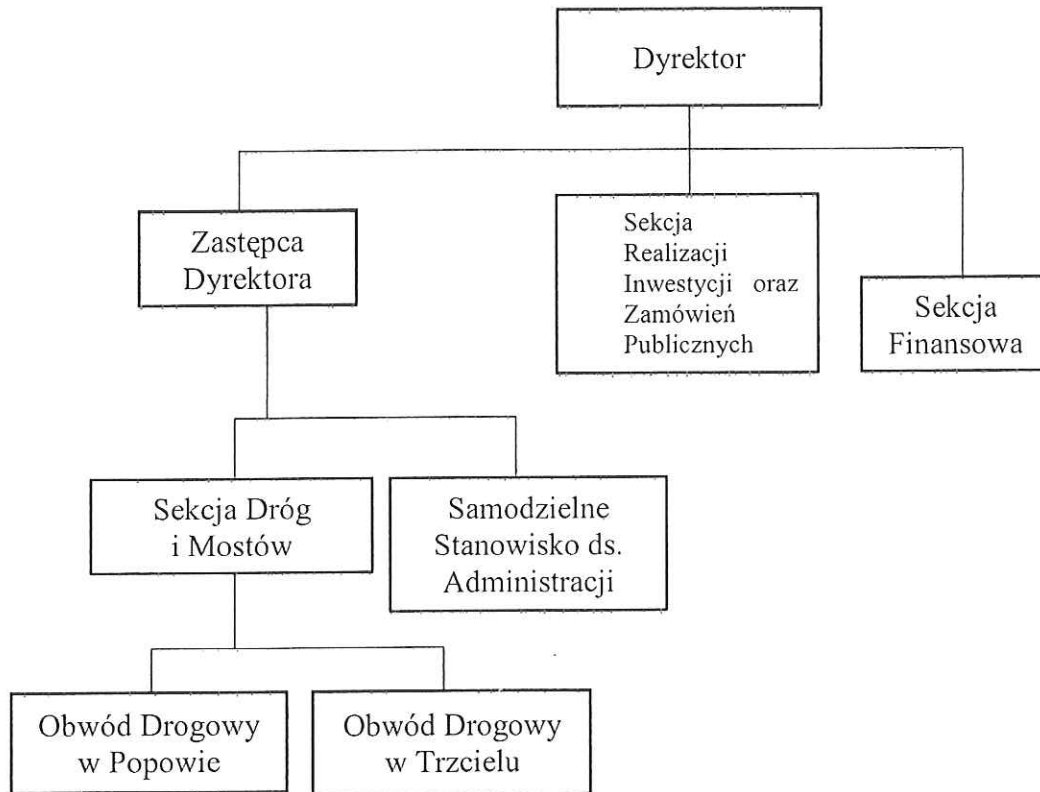 Dyrektor
Zastępca
Dyrektora
Sekcja
Realizacji
Inwestycji oraz
Zamówień
Publicznych
Sekcja
Finansowa
Sekcja Dróg
i Mostów
Samodzielne
Stanowisko ds.
Administracji
Obwód Drogowy
w Popowie
Obwód Drogowy
w Trzcielu